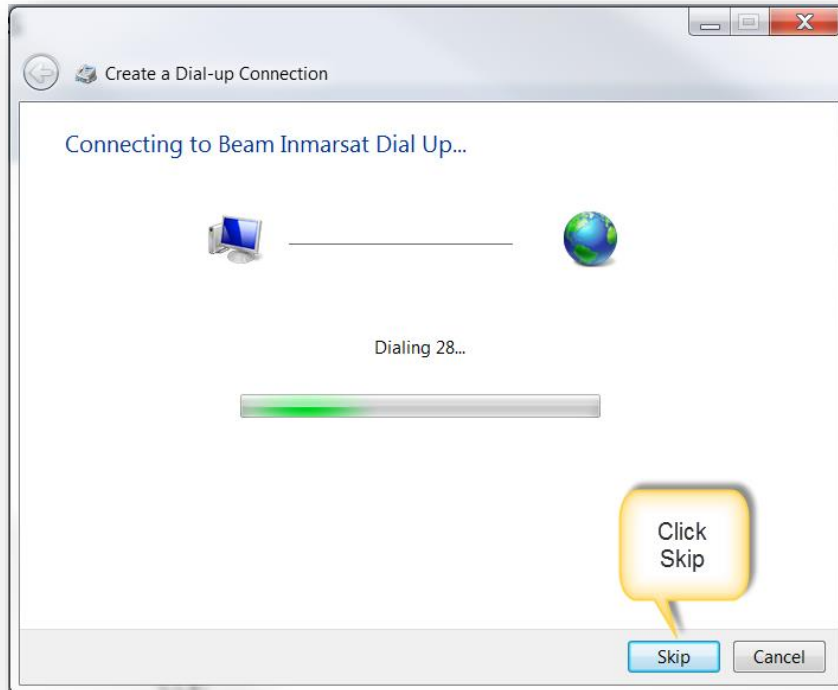 Create a Dial-up Connection
Connecting to Beam Inmarsat Dial Up...
Dialing 28...
Click
Skip
Skip
Cancel